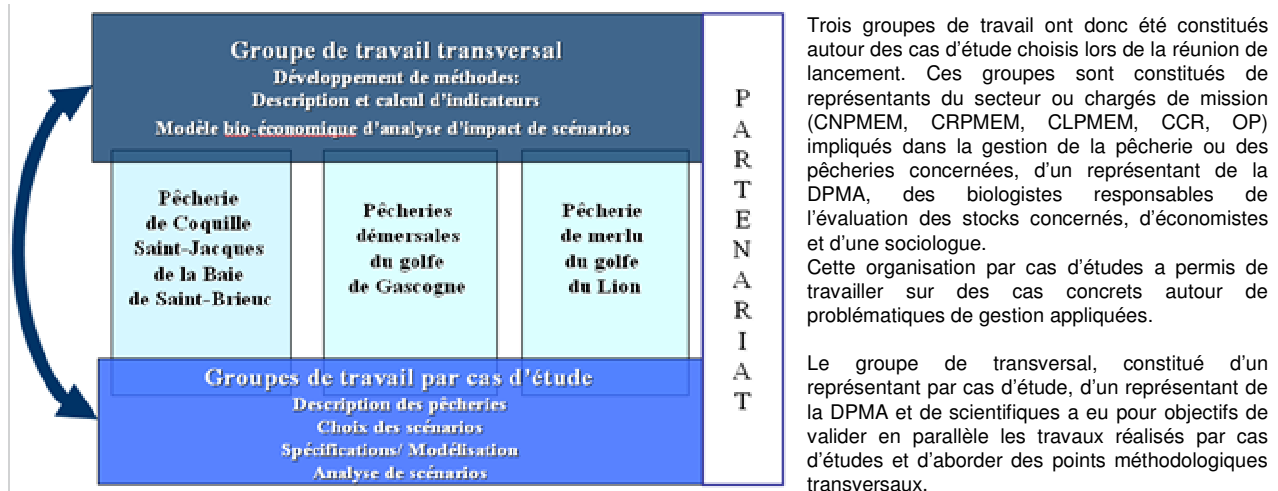 Groupe de travail transversal
Développement de méthodes:
Description et calcul d'indicateurs
Modèle bio-économique d'analyse d'impact de scénarios
Pêcherie
de Coquille
Saint-Jacques
de la Baie
de Saint-Brieuc
Pêcheries
démersales
du golfe
de Gascogne
Pêcherie
de merlu
du golfe
du Lion
Groupes de travail par cas d'étude
Description des pêcheries
Choix des scénarios
Spécifications/ Modélisation
Analyse de scénarios
P
A
R
T
E
N
A
R
I
A
T
Trois groupes de travail ont donc été constitués
autour des cas d'étude choisis lors de la réunion de
lancement. Ces groupes sont constitués de
représentants du secteur ou chargés de mission
(CNPMEM, CRPMEM, CLPMEM, CCR, OP)
impliqués dans la gestion de la pêcherie ou des
pêcheries concernées, d'un représentant de la
DPMA, des biologistes responsables de
l'évaluation des stocks concernés, d'économistes
et d'une sociologue.
Cette organisation par cas d'études a permis de
travailler sur des cas concrets autour de
problématiques de gestion appliquées.
Le groupe de transversal, constitué d'un
représentant par cas d'étude, d'un représentant de
la DPMA et de scientifiques a eu pour objectifs de
valider en parallèle les travaux réalisés par cas
d'études et d'aborder des points méthodologiques
transversaux.